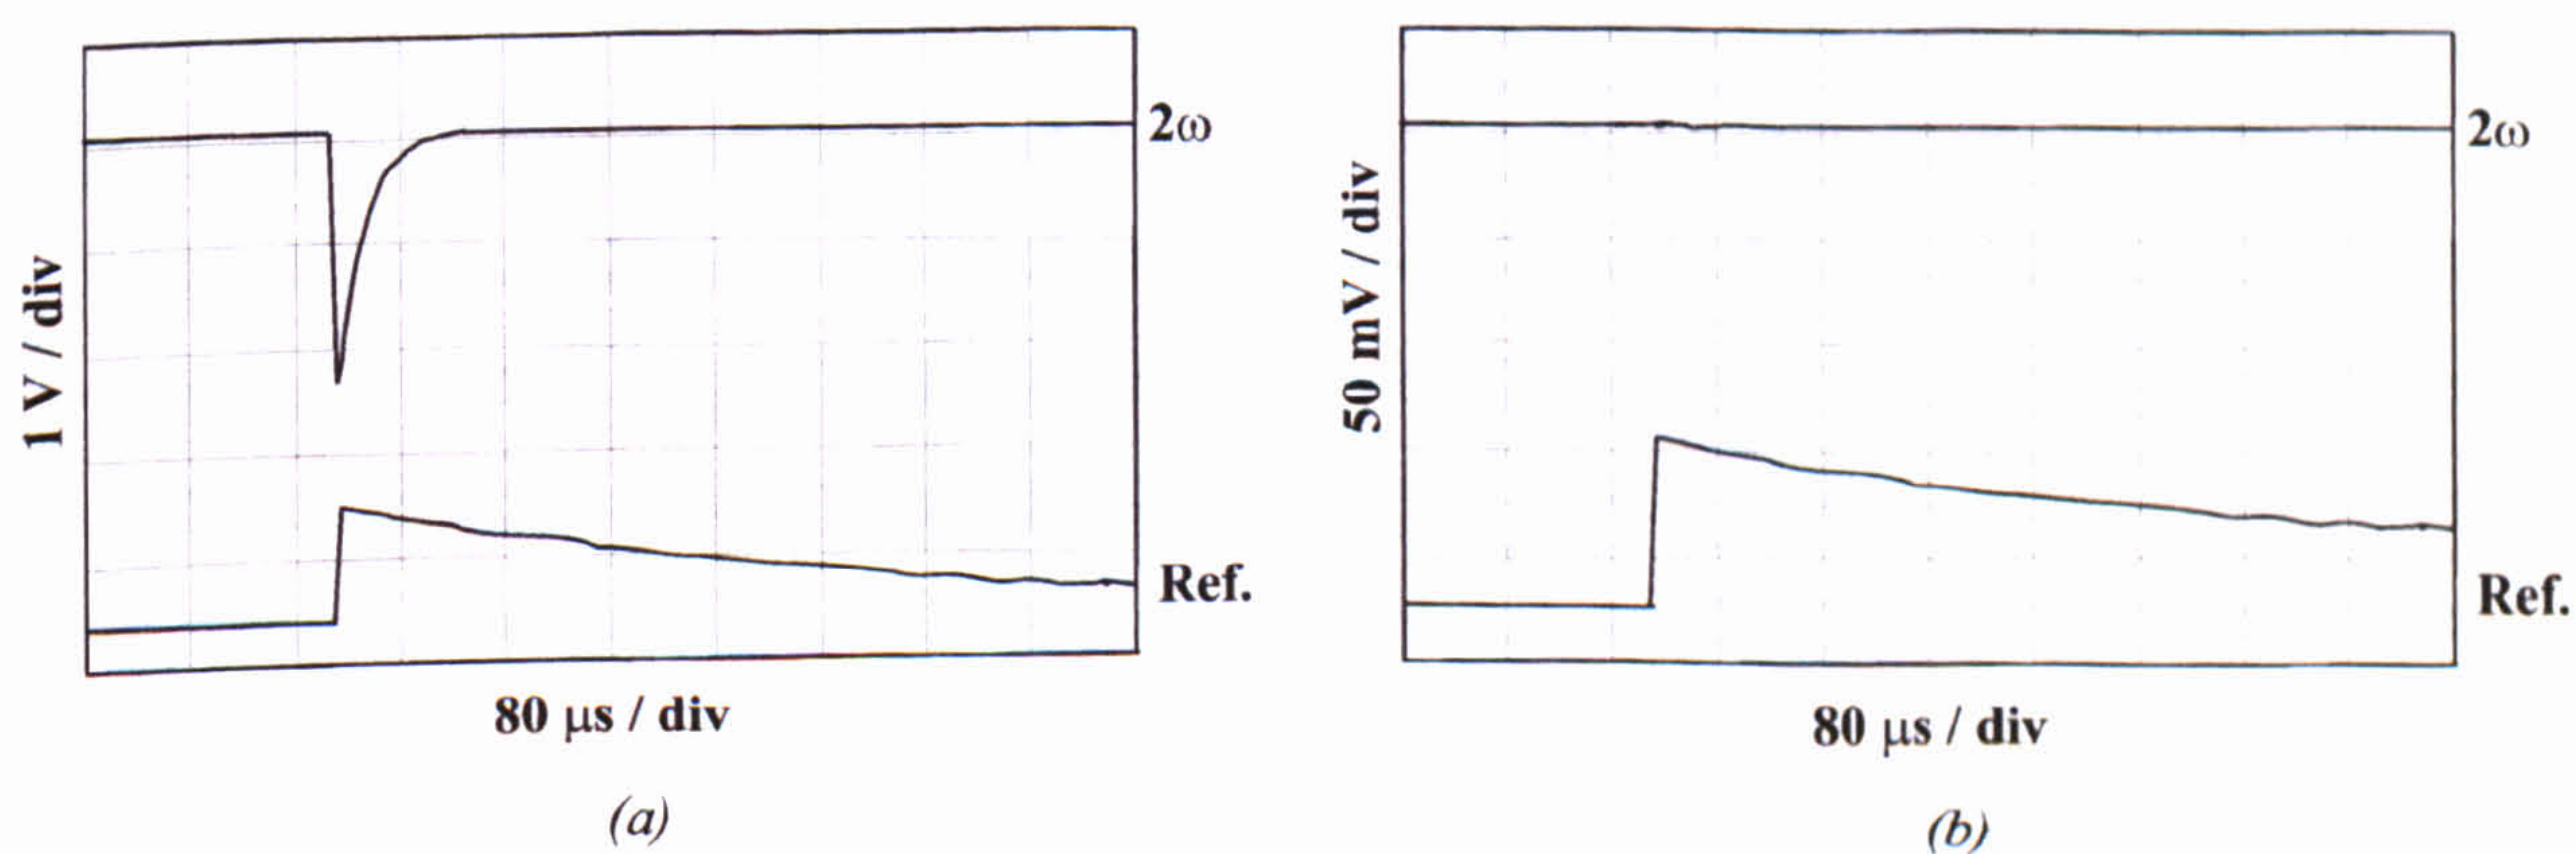 1 V / div
2ω
Ref.
80 μs / div
(a)
50 mV / div
2ω
Ref.
80 μs / div
(b)